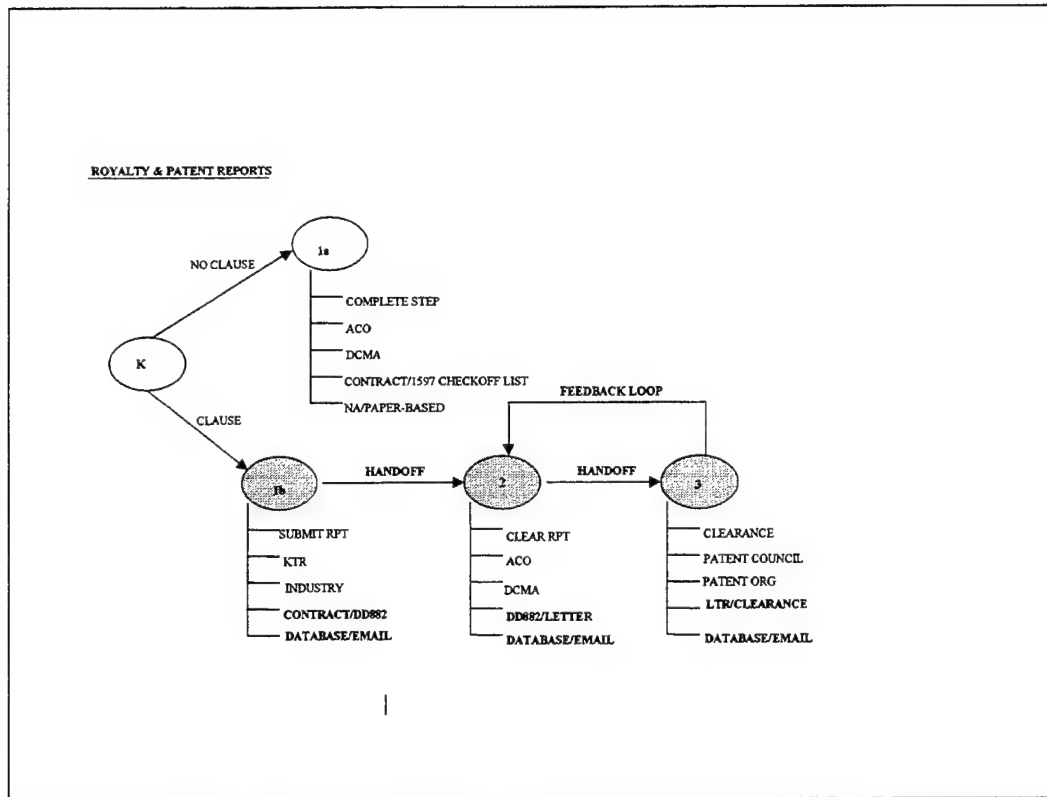 ROYALTY & PATENT REPORTS
1a
NO CLAUSE
COMPLETE STEP
ACO
DCMA
CONTRACT/1597 CHECKOFF LIST
NA/PAPER-BASED
K
CLAUSE
FEEDBACK LOOP
1b
HANDOFF
2
HANDOFF
3
SUBMIT RPT
KTR
INDUSTRY
CONTRACT/DD882
DATABASE/EMAIL
CLEAR RPT
ACO
DCMA
DD882/LETTER
DATABASE/EMAIL
CLEARANCE
PATENT COUNCIL
PATENT ORG
LTR/CLEARANCE
DATABASE/EMAIL